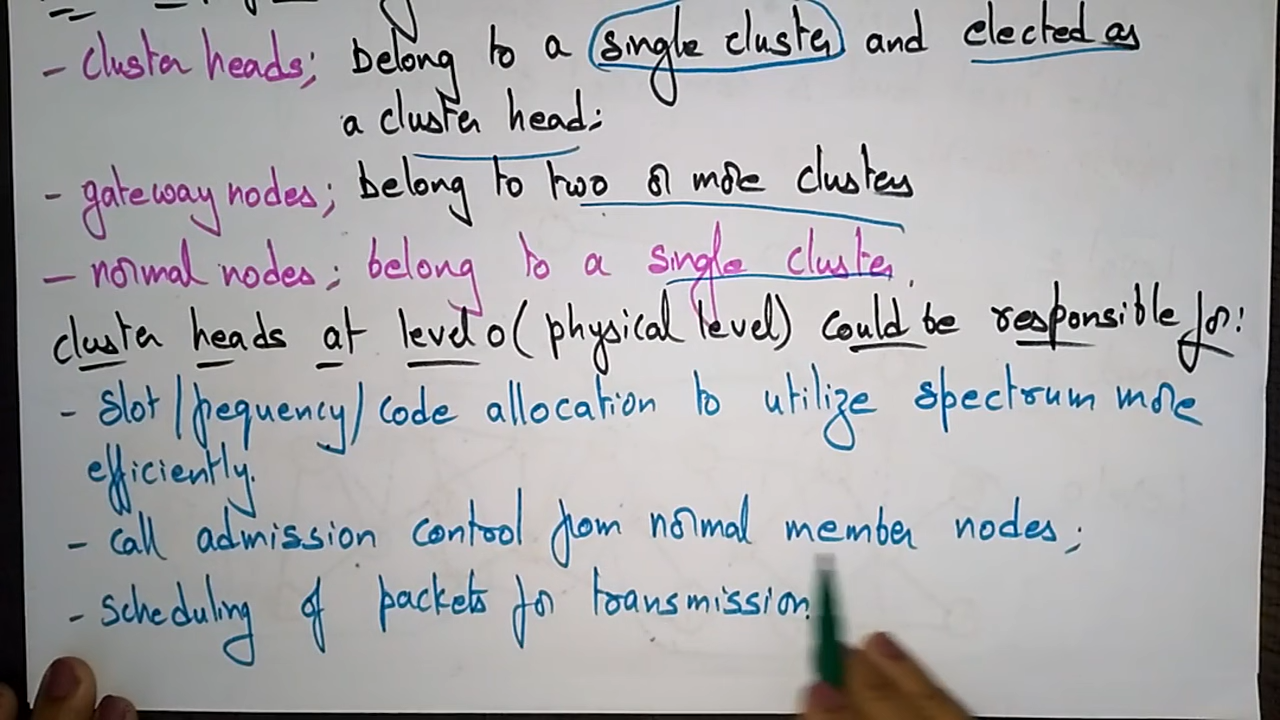 - cluster heads; belong to a single cluster and elected as
a cluster head;
- gateway nodes; belong to two or more clusters
- normal nodes; belong to a single cluster.
cluster heads at level 0 (physical level) could be responsible for:
- slot/frequency/code allocation to utilize spectrum more
efficiently.
- call admission control from normal member nodes;
- scheduling of packets for transmission.